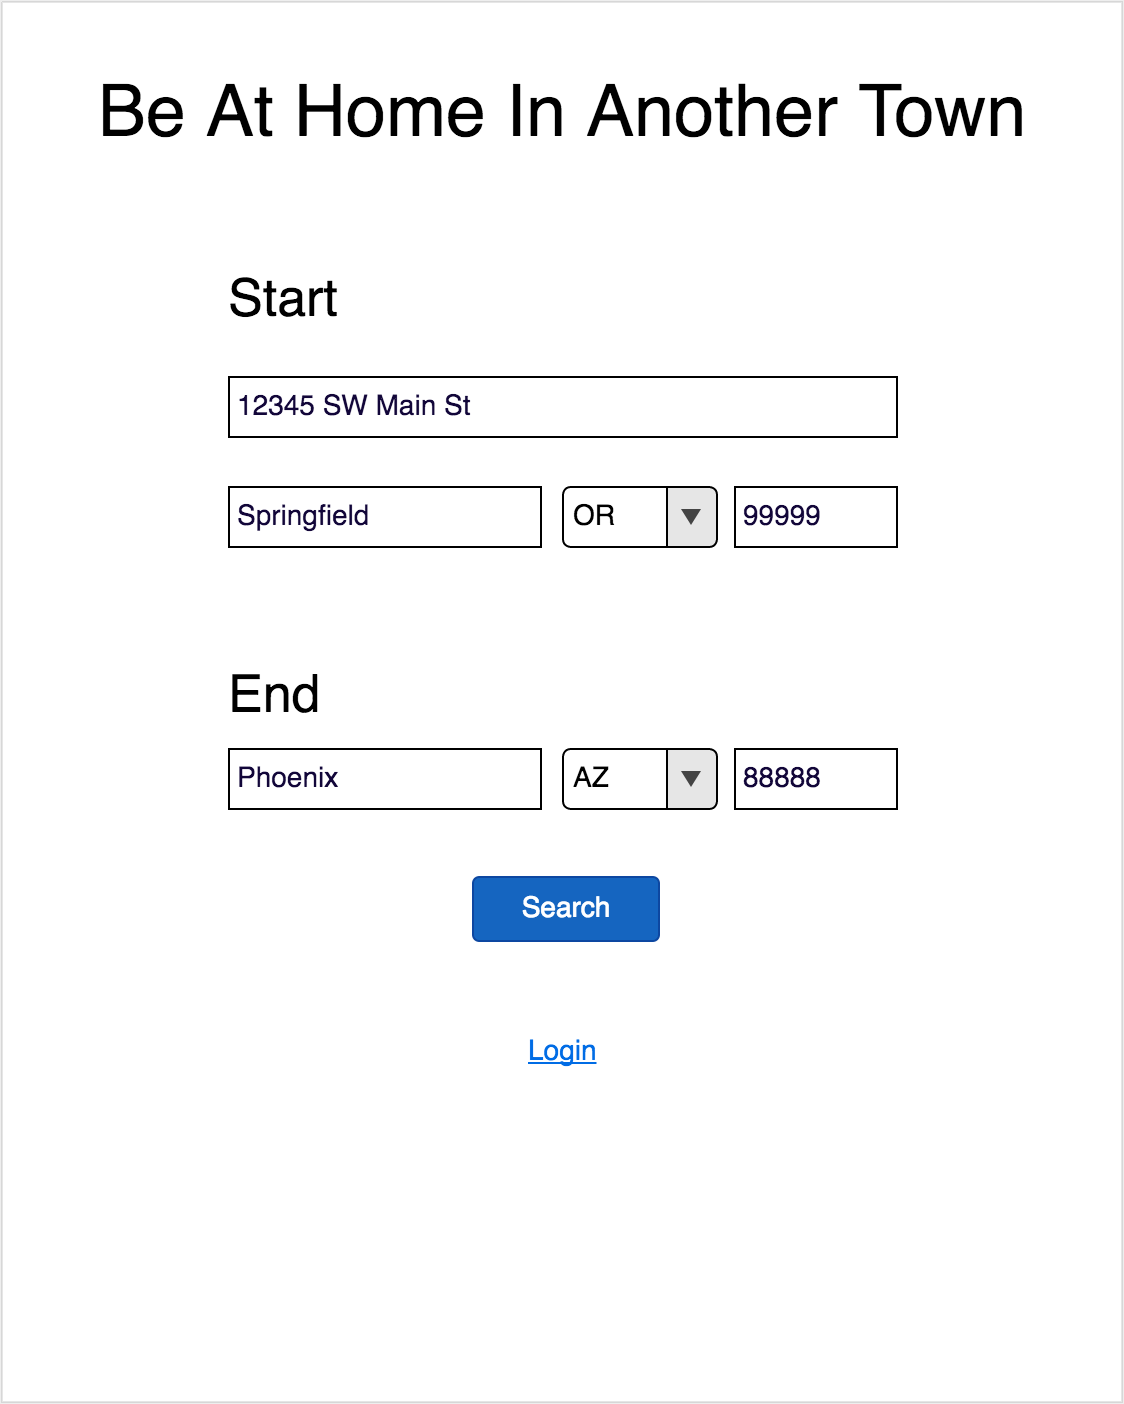 Be At Home In Another Town
Start
12345 SW Main St
Springfield OR 99999
End
Phoenix AZ 88888
Search
Login